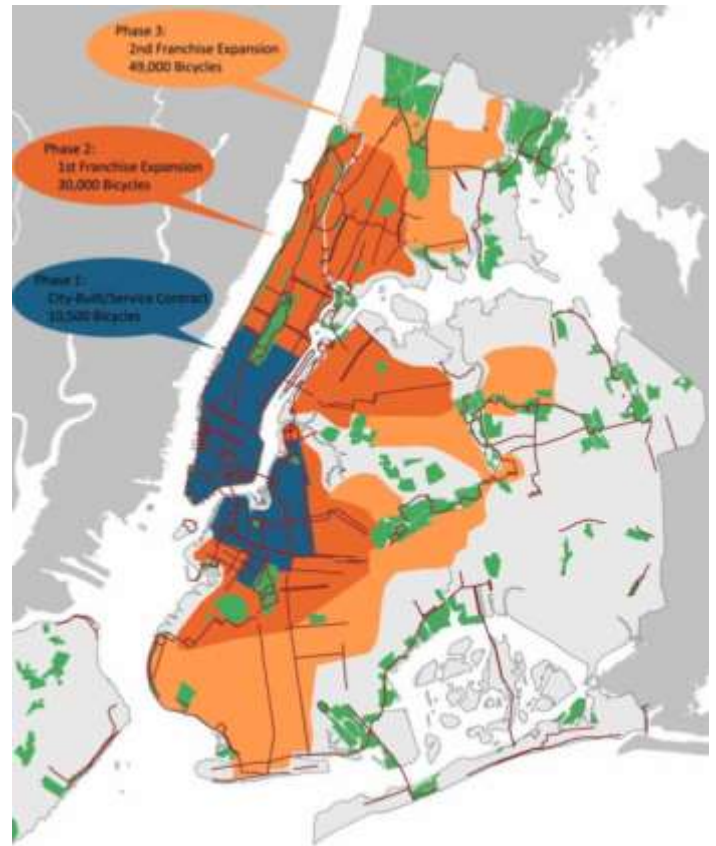 Phase 3:
2nd Franchise Expansion
49,000 Bicycles
Phase 2:
1st Franchise Expansion
30,000 Bicycles
Phase 1:
City-Built/Service Contract
10,500 Bicycles